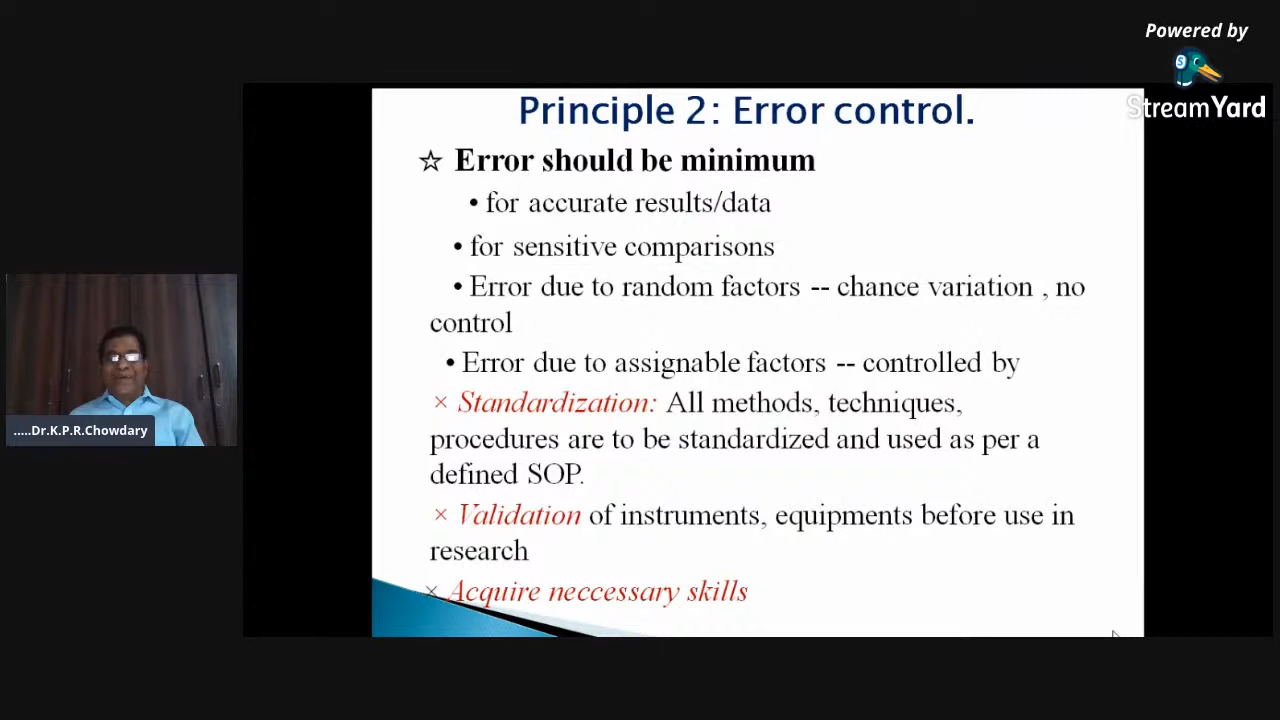 Powered by
StreamYard
Principle 2: Error control.
☆ Error should be minimum
• for accurate results/data
• for sensitive comparisons
• Error due to random factors -- chance variation , no
control
• Error due to assignable factors -- controlled by
× Standardization: All methods, techniques,
procedures are to be standardized and used as per a
defined SOP.
× Validation of instruments, equipments before use in
research
× Acquire neccessary skills
.....Dr.K.P.R.Chowdary